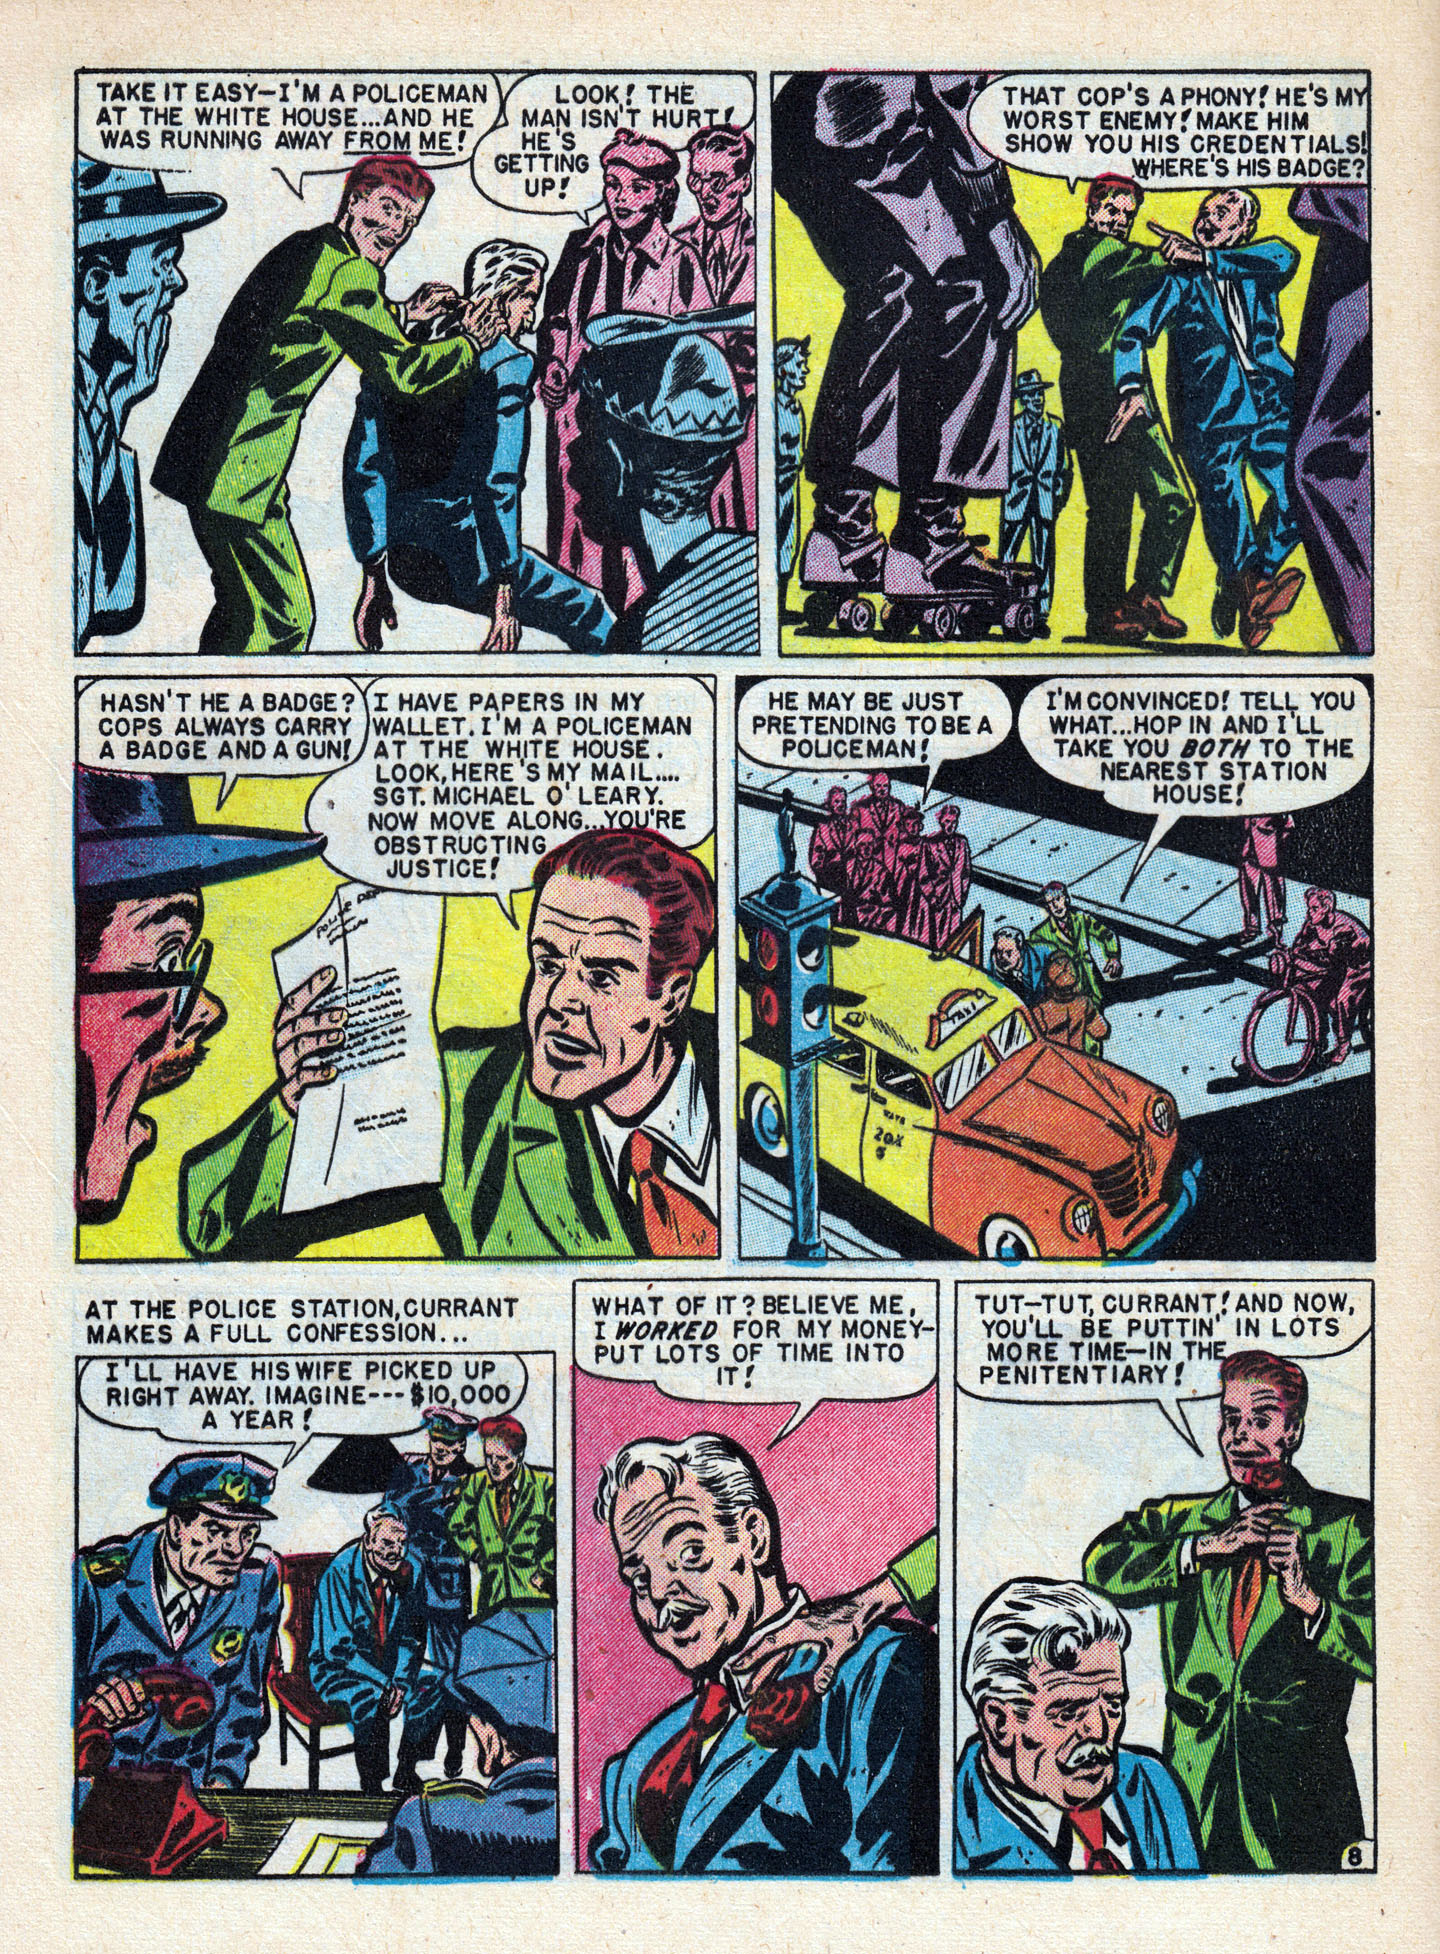 TAKE IT EASY—I'M A POLICEMAN
AT THE WHITE HOUSE...AND HE
WAS RUNNING AWAY FROM ME!
LOOK! THE
MAN ISN'T HURT!
HE'S
GETTING
UP!
THAT COP'S A PHONY! HE'S MY
WORST ENEMY! MAKE HIM
SHOW YOU HIS CREDENTIALS!
WHERE'S HIS BADGE?
HASN'T HE A BADGE?
COPS ALWAYS CARRY
A BADGE AND A GUN!
I HAVE PAPERS IN MY
WALLET. I'M A POLICEMAN
AT THE WHITE HOUSE.
LOOK, HERE'S MY MAIL....
SGT. MICHAEL O'LEARY.
NOW MOVE ALONG...YOU'RE
OBSTRUCTING
JUSTICE!
POLICE
HE MAY BE JUST
PRETENDING TO BE A
POLICEMAN!
I'M CONVINCED! TELL YOU
WHAT...HOP IN AND I'LL
TAKE YOU BOTH TO THE
NEAREST STATION
HOUSE!
TAXI
AT THE POLICE STATION, CURRANT
MAKES A FULL CONFESSION...
I'LL HAVE HIS WIFE PICKED UP
RIGHT AWAY. IMAGINE---$10,000
A YEAR!
WHAT OF IT? BELIEVE ME,
I WORKED FOR MY MONEY—
PUT LOTS OF TIME INTO
IT!
TUT-TUT, CURRANT! AND NOW,
YOU'LL BE PUTTIN' IN LOTS
MORE TIME—IN THE
PENITENTIARY!
8